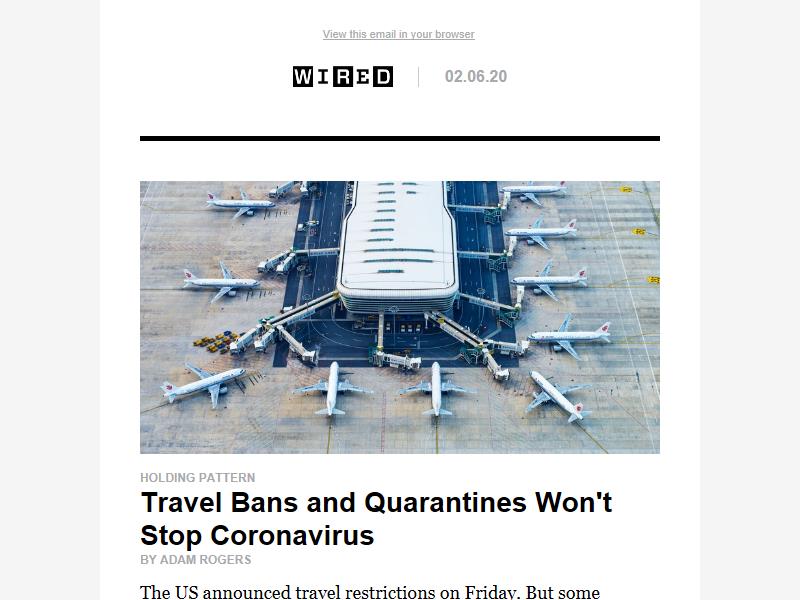 View this email in your browser
WIRED
02.06.20
HOLDING PATTERN
Travel Bans and Quarantines Won't
Stop Coronavirus
BY ADAM ROGERS
The US announced travel restrictions on Friday. But some